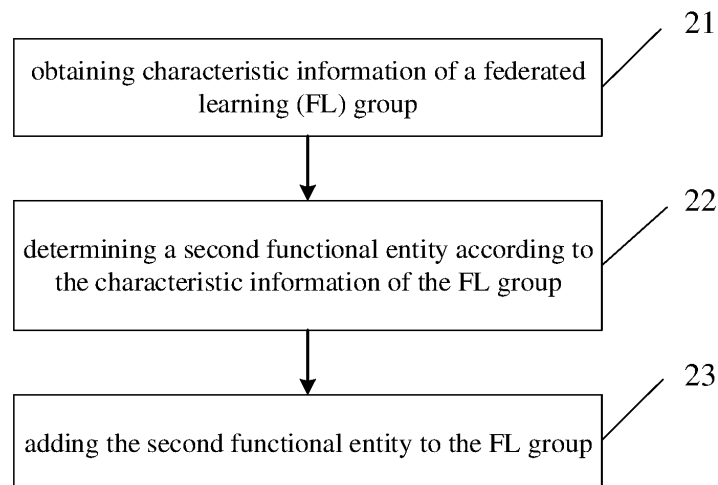 21
obtaining characteristic information of a federated
learning (FL) group
22
determining a second functional entity according to
the characteristic information of the FL group
23
adding the second functional entity to the FL group